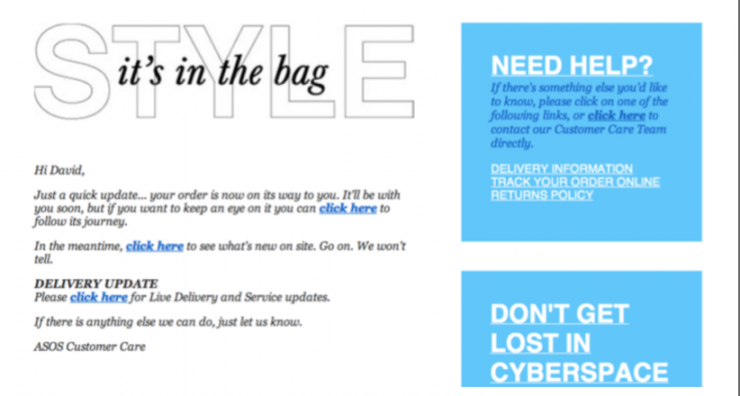 STYLE
it's in the bag
Hi David,
Just a quick update... your order is now on its way to you. It'll be with
you soon, but if you want to keep an eye on it you can click here to
follow its journey.
In the meantime, click here to see what's new on site. Go on. We won't
tell.
DELIVERY UPDATE
Please click here for Live Delivery and Service updates.
If there is anything else we can do, just let us know.
ASOS Customer Care
NEED HELP?
If there's something else you'd like
to know, please click on one of the
following links, or click here to
contact our Customer Care Team
directly.
DELIVERY INFORMATION
TRACK YOUR ORDER ONLINE
RETURNS POLICY
DON'T GET
LOST IN
CYBERSPACE